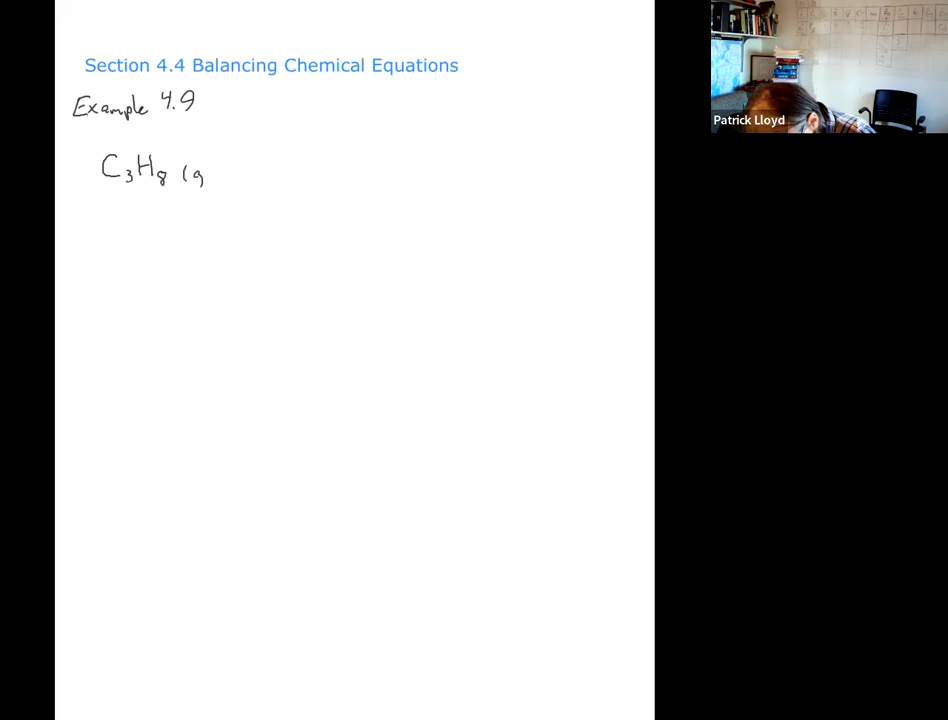 Section 4.4 Balancing Chemical Equations
Example 4.9
C₃H₈ (g
Patrick Lloyd